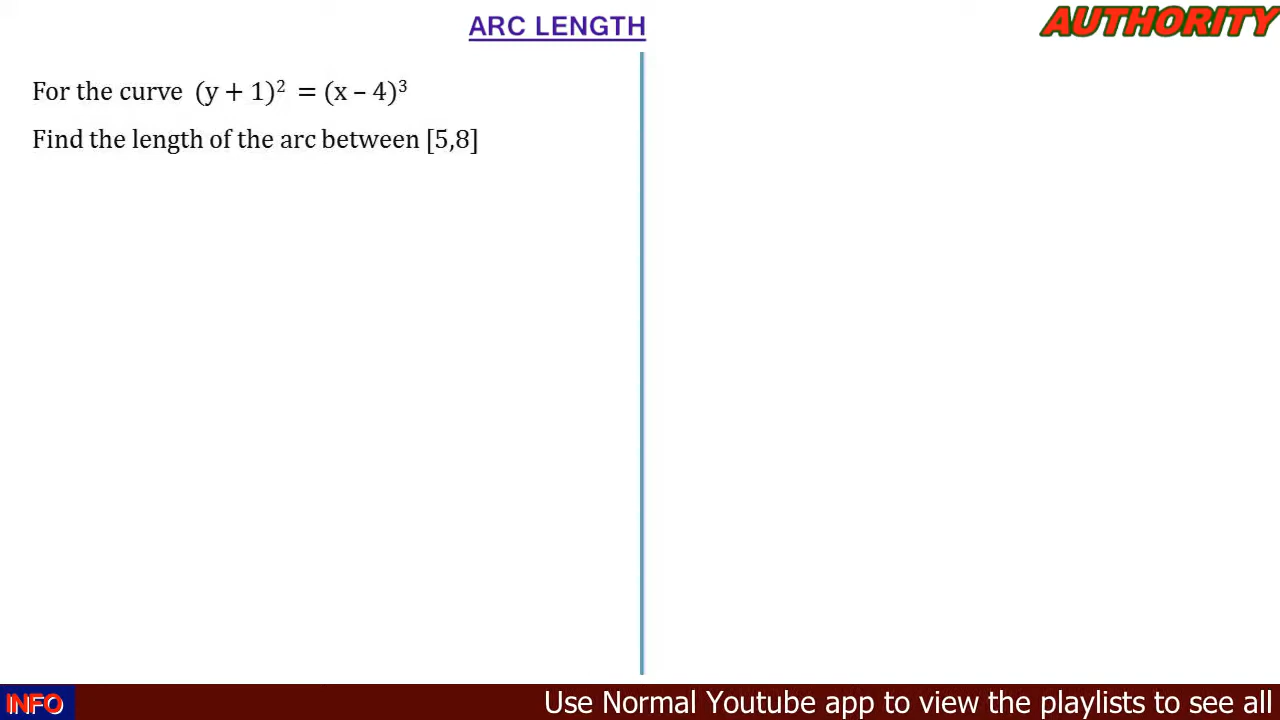 ARC LENGTH
AUTHORITY
For the curve (y + 1)² = (x – 4)³
Find the length of the arc between [5,8]
INFO
Use Normal Youtube app to view the playlists to see all